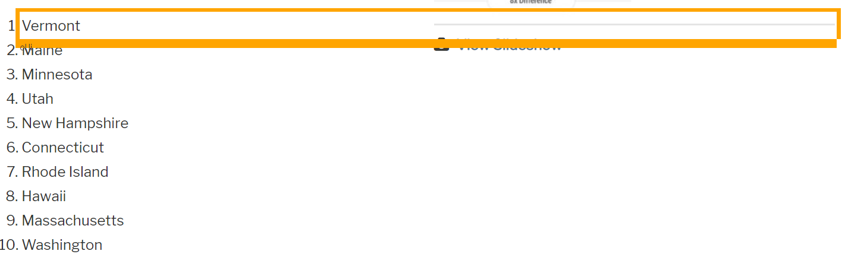 1 Vermont
2. Maine
3. Minnesota
4. Utah
5. New Hampshire
6. Connecticut
7. Rhode Island
8. Hawaii
9. Massachusetts
10. Washington
Difference
View Slideshow